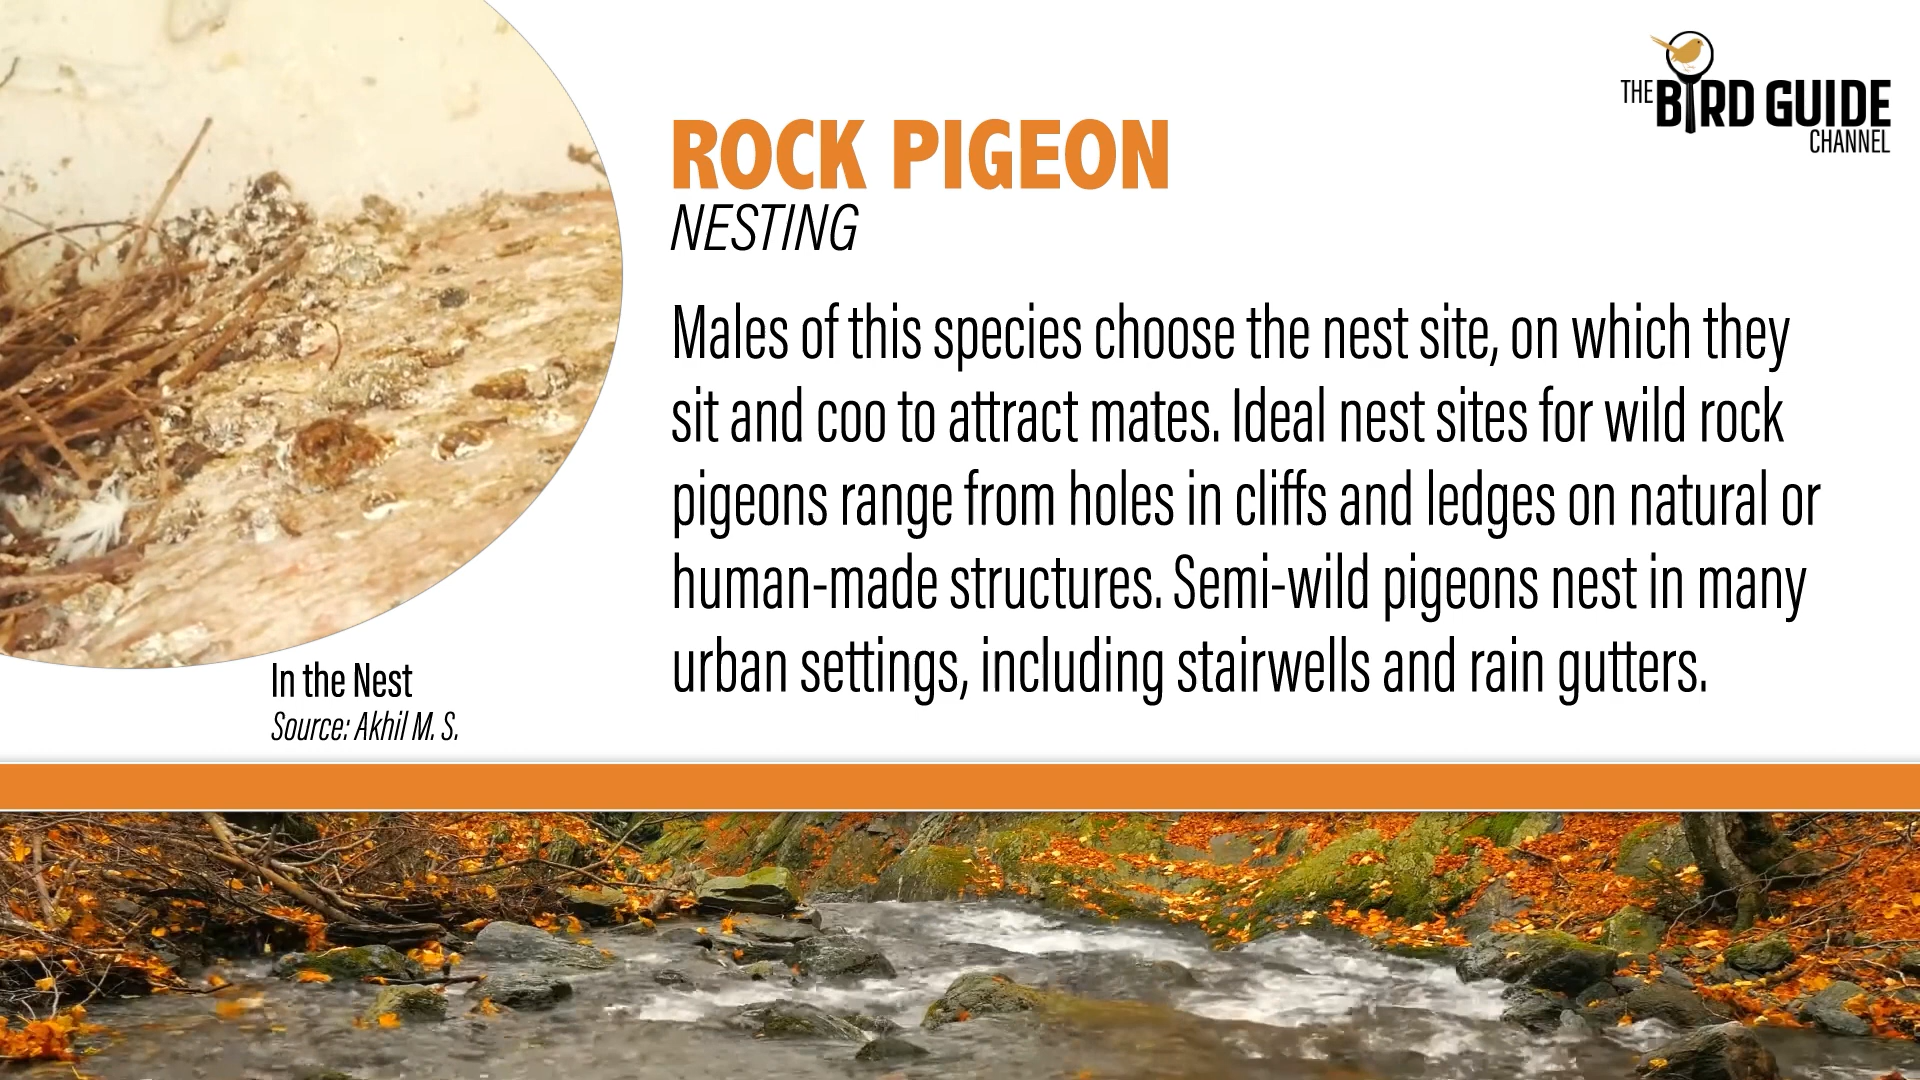 THE BIRD GUIDE
CHANNEL
ROCK PIGEON
NESTING
Males of this species choose the nest site, on which they
sit and coo to attract mates. Ideal nest sites for wild rock
pigeons range from holes in cliffs and ledges on natural or
human-made structures. Semi-wild pigeons nest in many
urban settings, including stairwells and rain gutters.
In the Nest
Source: Akhil M. S.